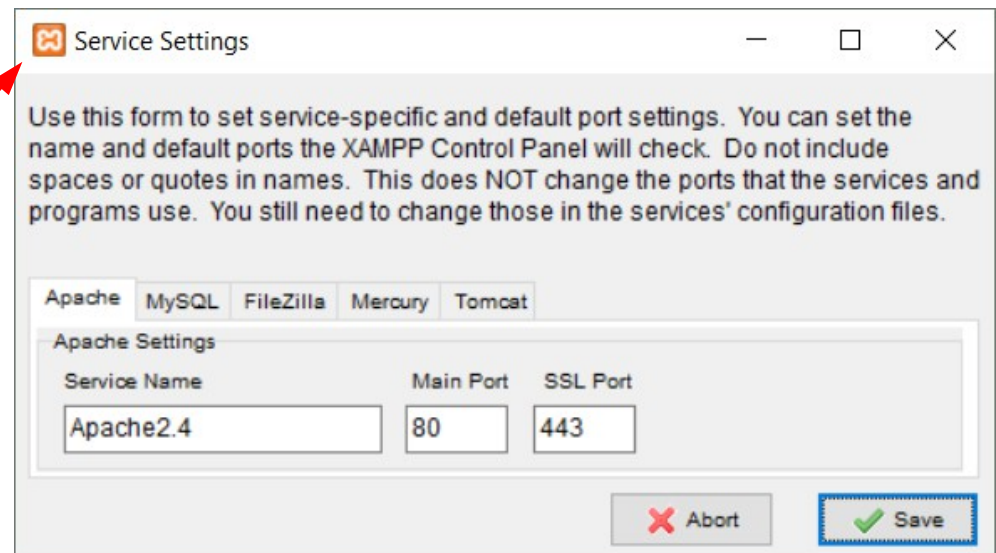 Service Settings
Use this form to set service-specific and default port settings.  You can set the
name and default ports the XAMPP Control Panel will check.  Do not include
spaces or quotes in names.  This does NOT change the ports that the services and
programs use.  You still need to change those in the services' configuration files.
Apache MySQL FileZilla Mercury Tomcat
Apache Settings
Service Name Main Port SSL Port
Apache2.4 80 443
Abort Save